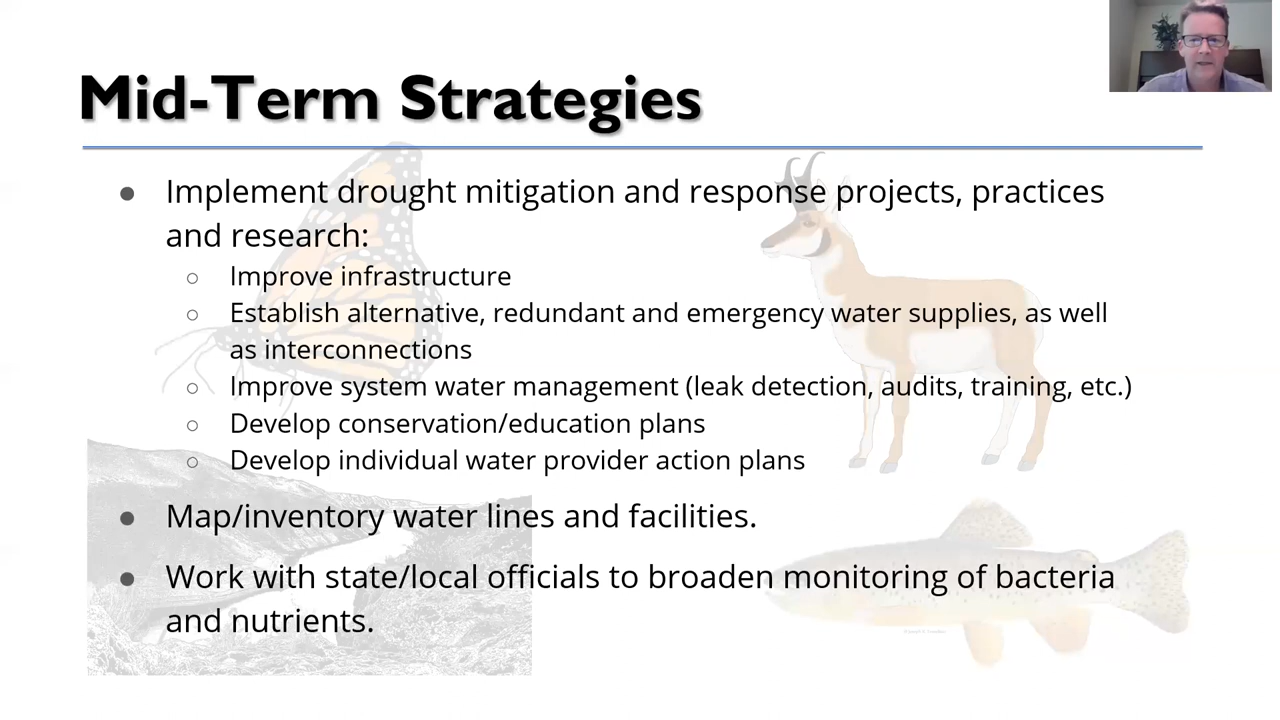 Mid-Term Strategies
● Implement drought mitigation and response projects, practices
and research:
○ Improve infrastructure
○ Establish alternative, redundant and emergency water supplies, as well
as interconnections
○ Improve system water management (leak detection, audits, training, etc.)
○ Develop conservation/education plans
○ Develop individual water provider action plans
● Map/inventory water lines and facilities.
● Work with state/local officials to broaden monitoring of bacteria
and nutrients.